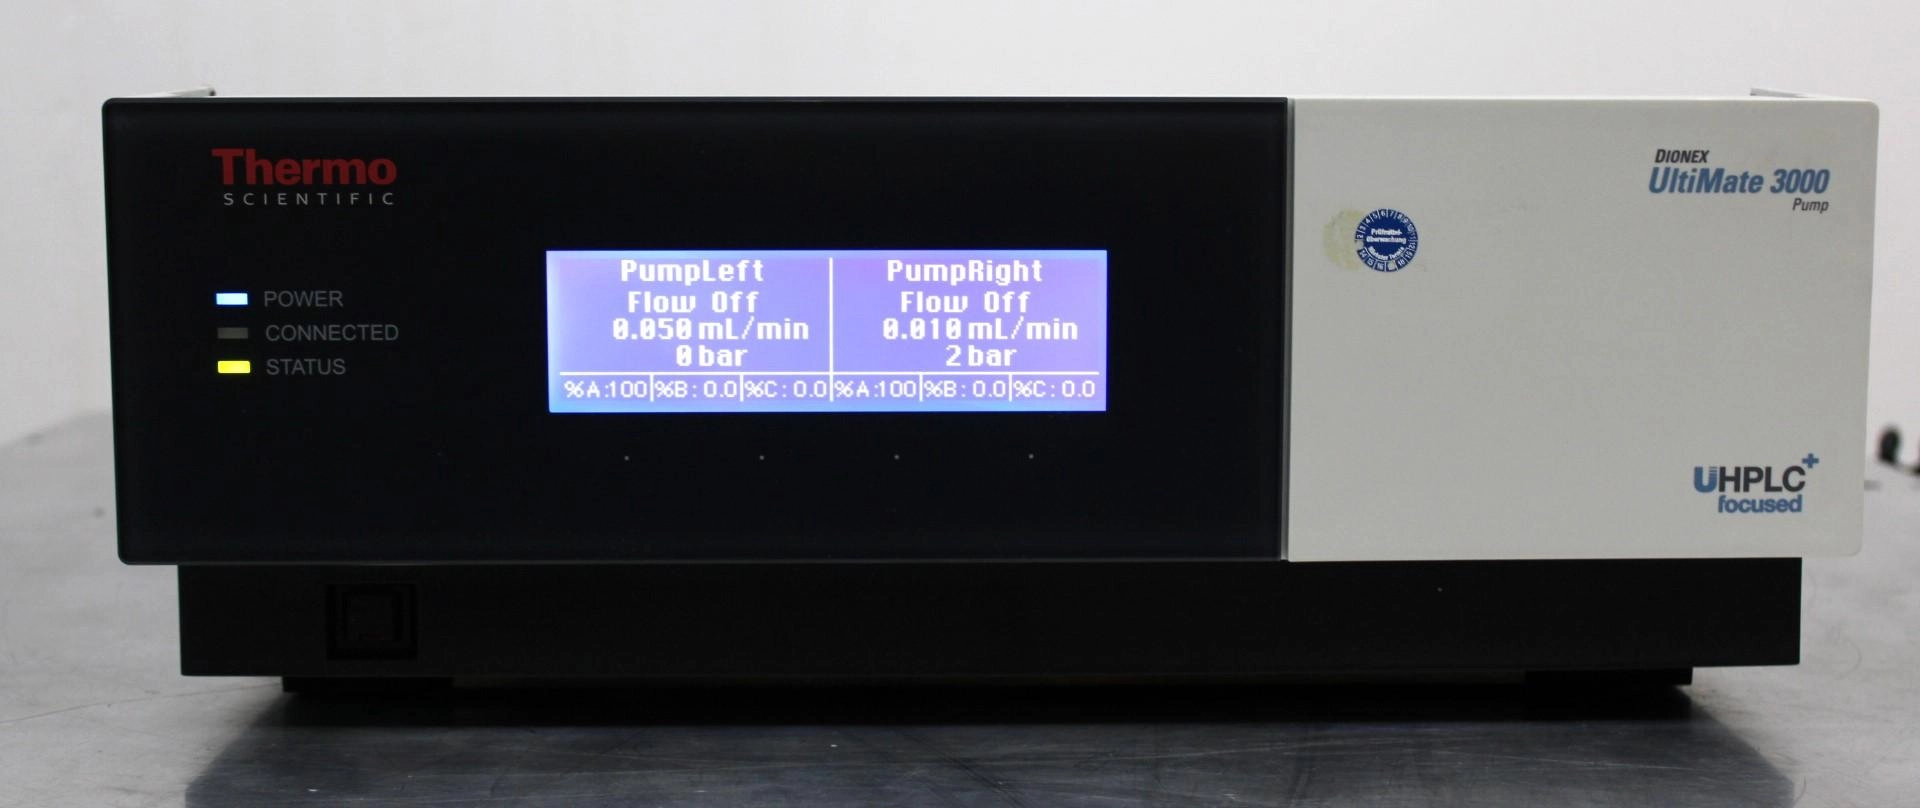 Thermo
SCIENTIFIC
POWER
CONNECTED
STATUS
PumpLeft
Flow Off
0.050 mL/min
0 bar
%A:100 %B: 0.0 %C: 0.0
PumpRight
Flow Off
0.010 mL/min
2 bar
%A:100 %B: 0.0 %C: 0.0
DIONEX
UltiMate 3000
Pump
Prüfmittel-
überwachung
UHPLC+
focused